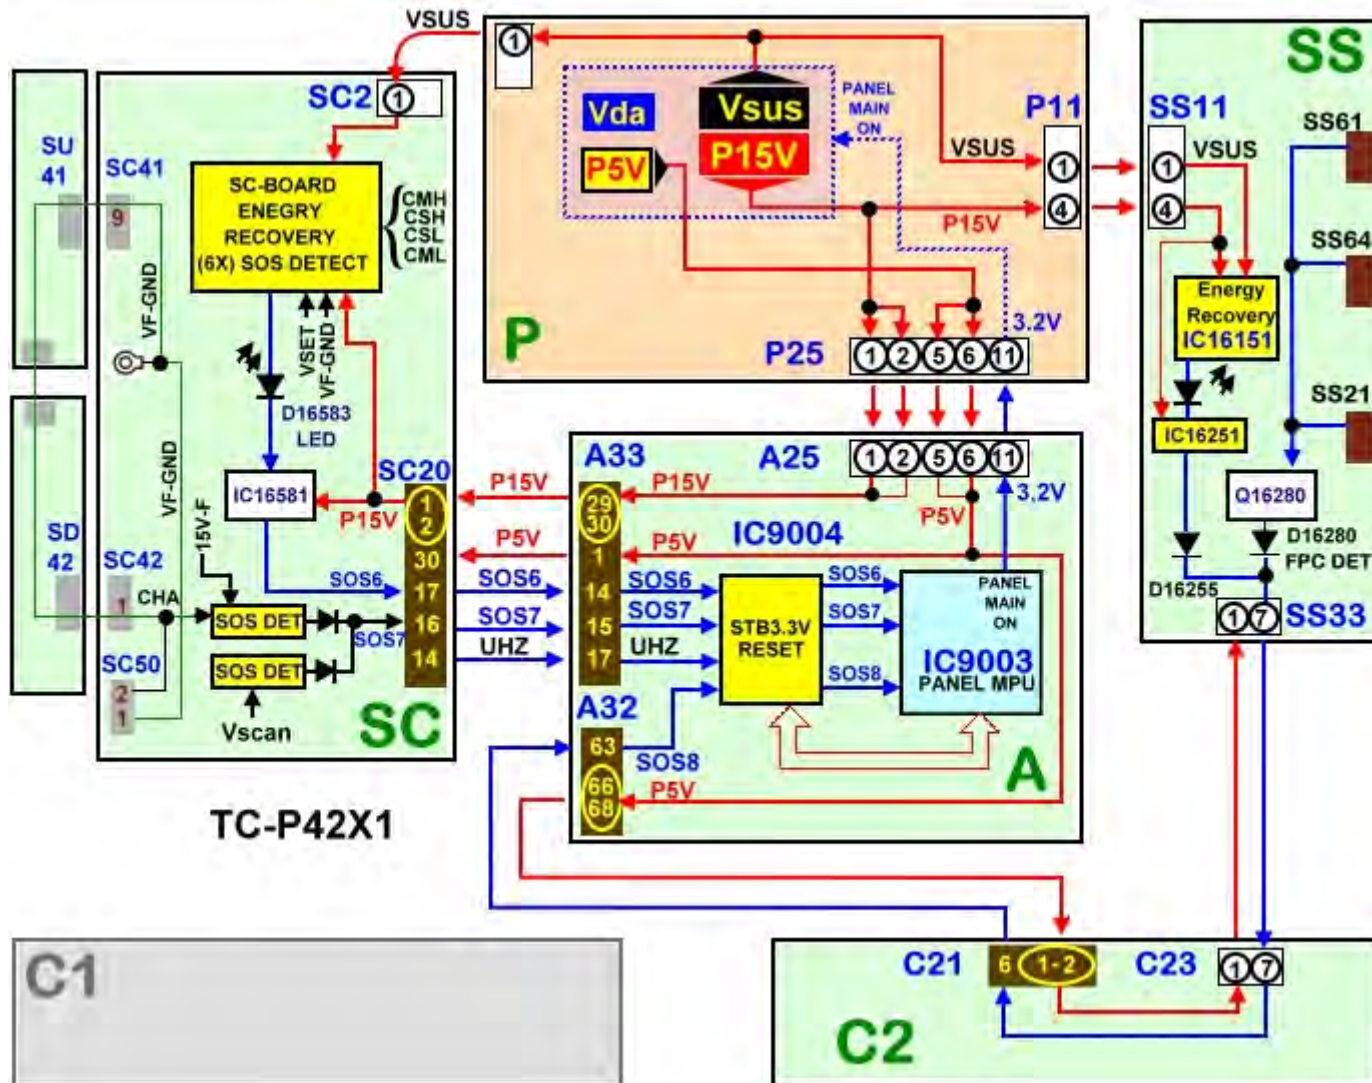 VSUS
SC2
1
SU
41
SC41
9
SC-BOARD
ENEGRY
RECOVERY
(6X) SOS DETECT
CMH
CSH
CSL
CML
VF-GND
VSET
VF-GND
D16583
LED
IC16581
SC20
P15V
1
2
30
17
16
14
15V-F
VF-GND
SD
42
SC42
1
CHA
SOS6
SOS DET
SOS7
SOS DET
SC50
2
1
Vscan
SC
TC-P42X1
1
Vda
Vsus
P15V
P5V
PANEL
MAIN
ON
VSUS
P11
1
4
P15V
3.2V
P
P25
1
2
5
6
11
SS
SS11
VSUS
1
4
SS61
SS64
SS21
Energy
Recovery
IC16151
IC16251
Q16280
D16280
FPC DET
D16255
1
7
SS33
P15V
P5V
SOS6
SOS7
UHZ
A33
29
30
1
14
15
17
A25
1
2
5
6
11
3.2V
P15V
P5V
P5V
IC9004
SOS6
SOS7
UHZ
STB3.3V
RESET
SOS6
SOS7
SOS8
PANEL
MAIN
ON
IC9003
PANEL MPU
A32
63
66
68
SOS8
P5V
A
C1
C21
6
1-2
C23
1
7
C2